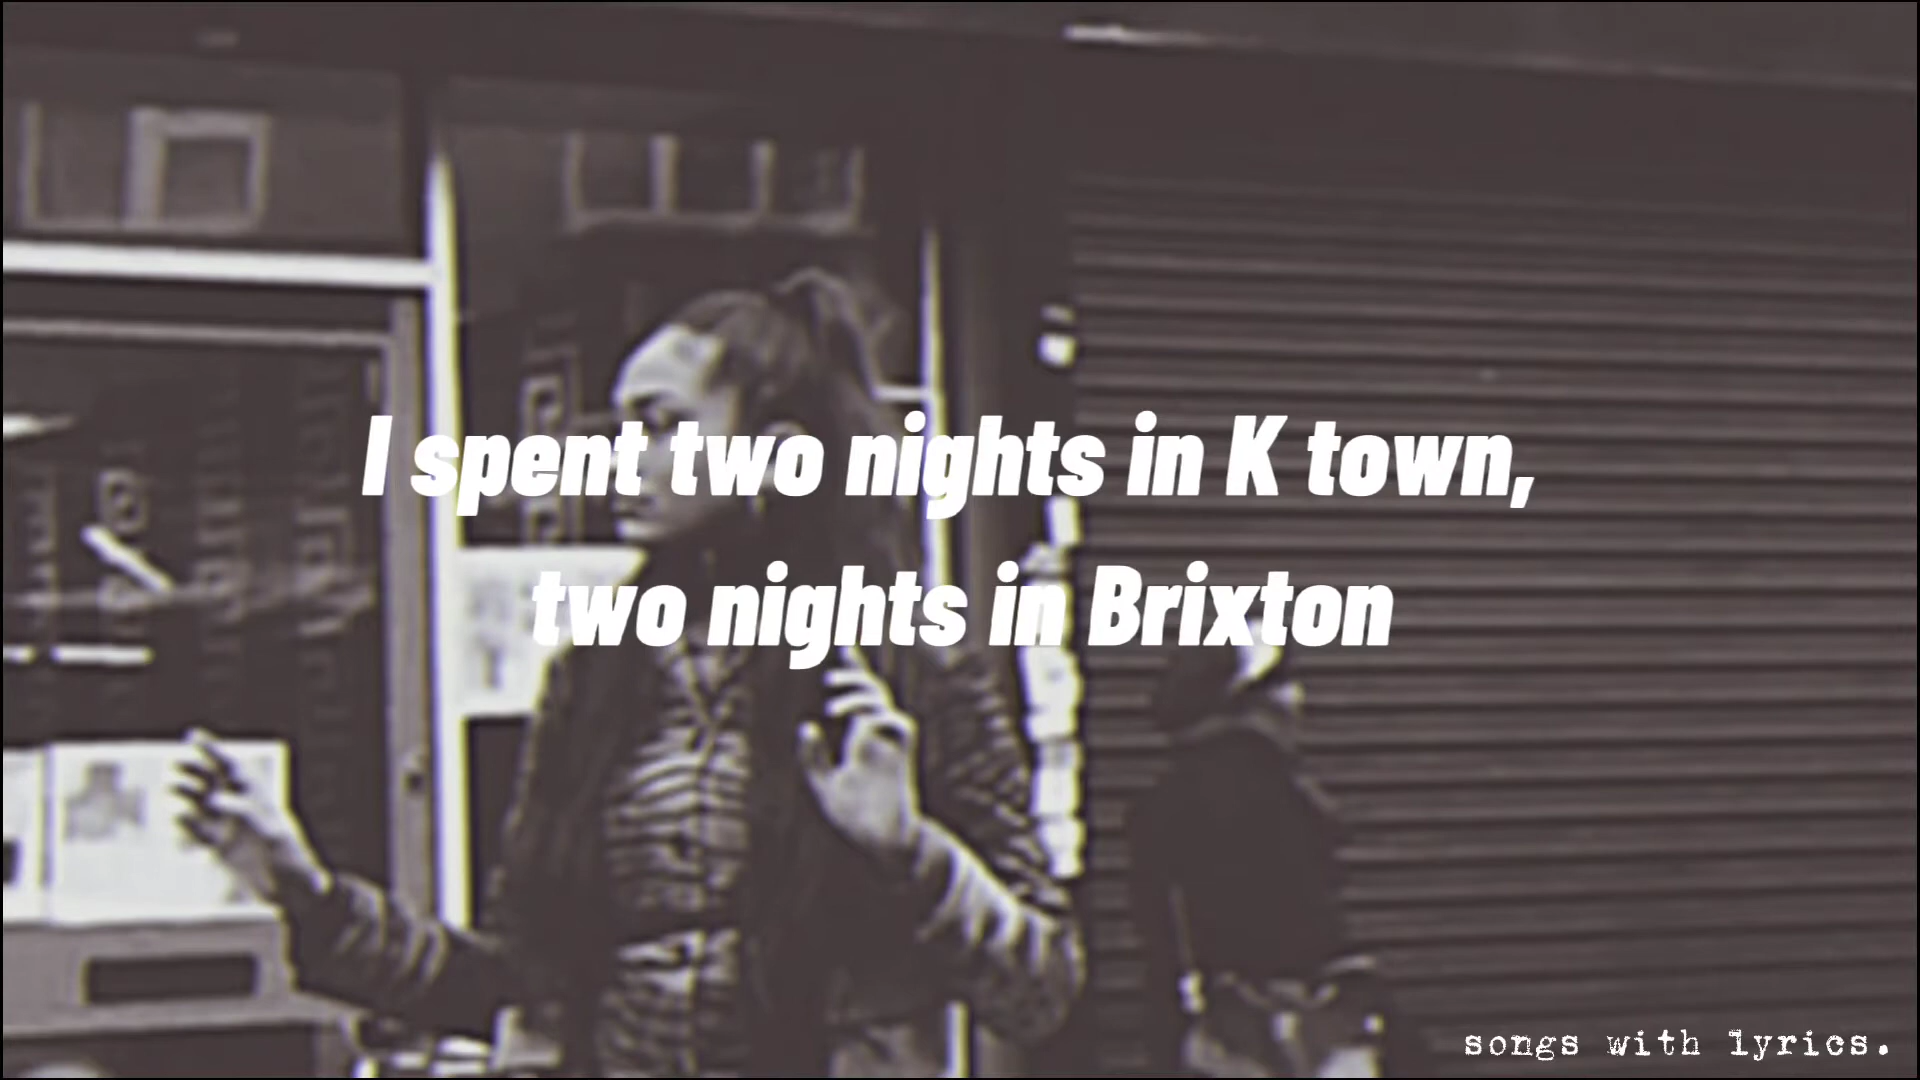 I spent two nights in K town,
two nights in Brixton
songs with lyrics.